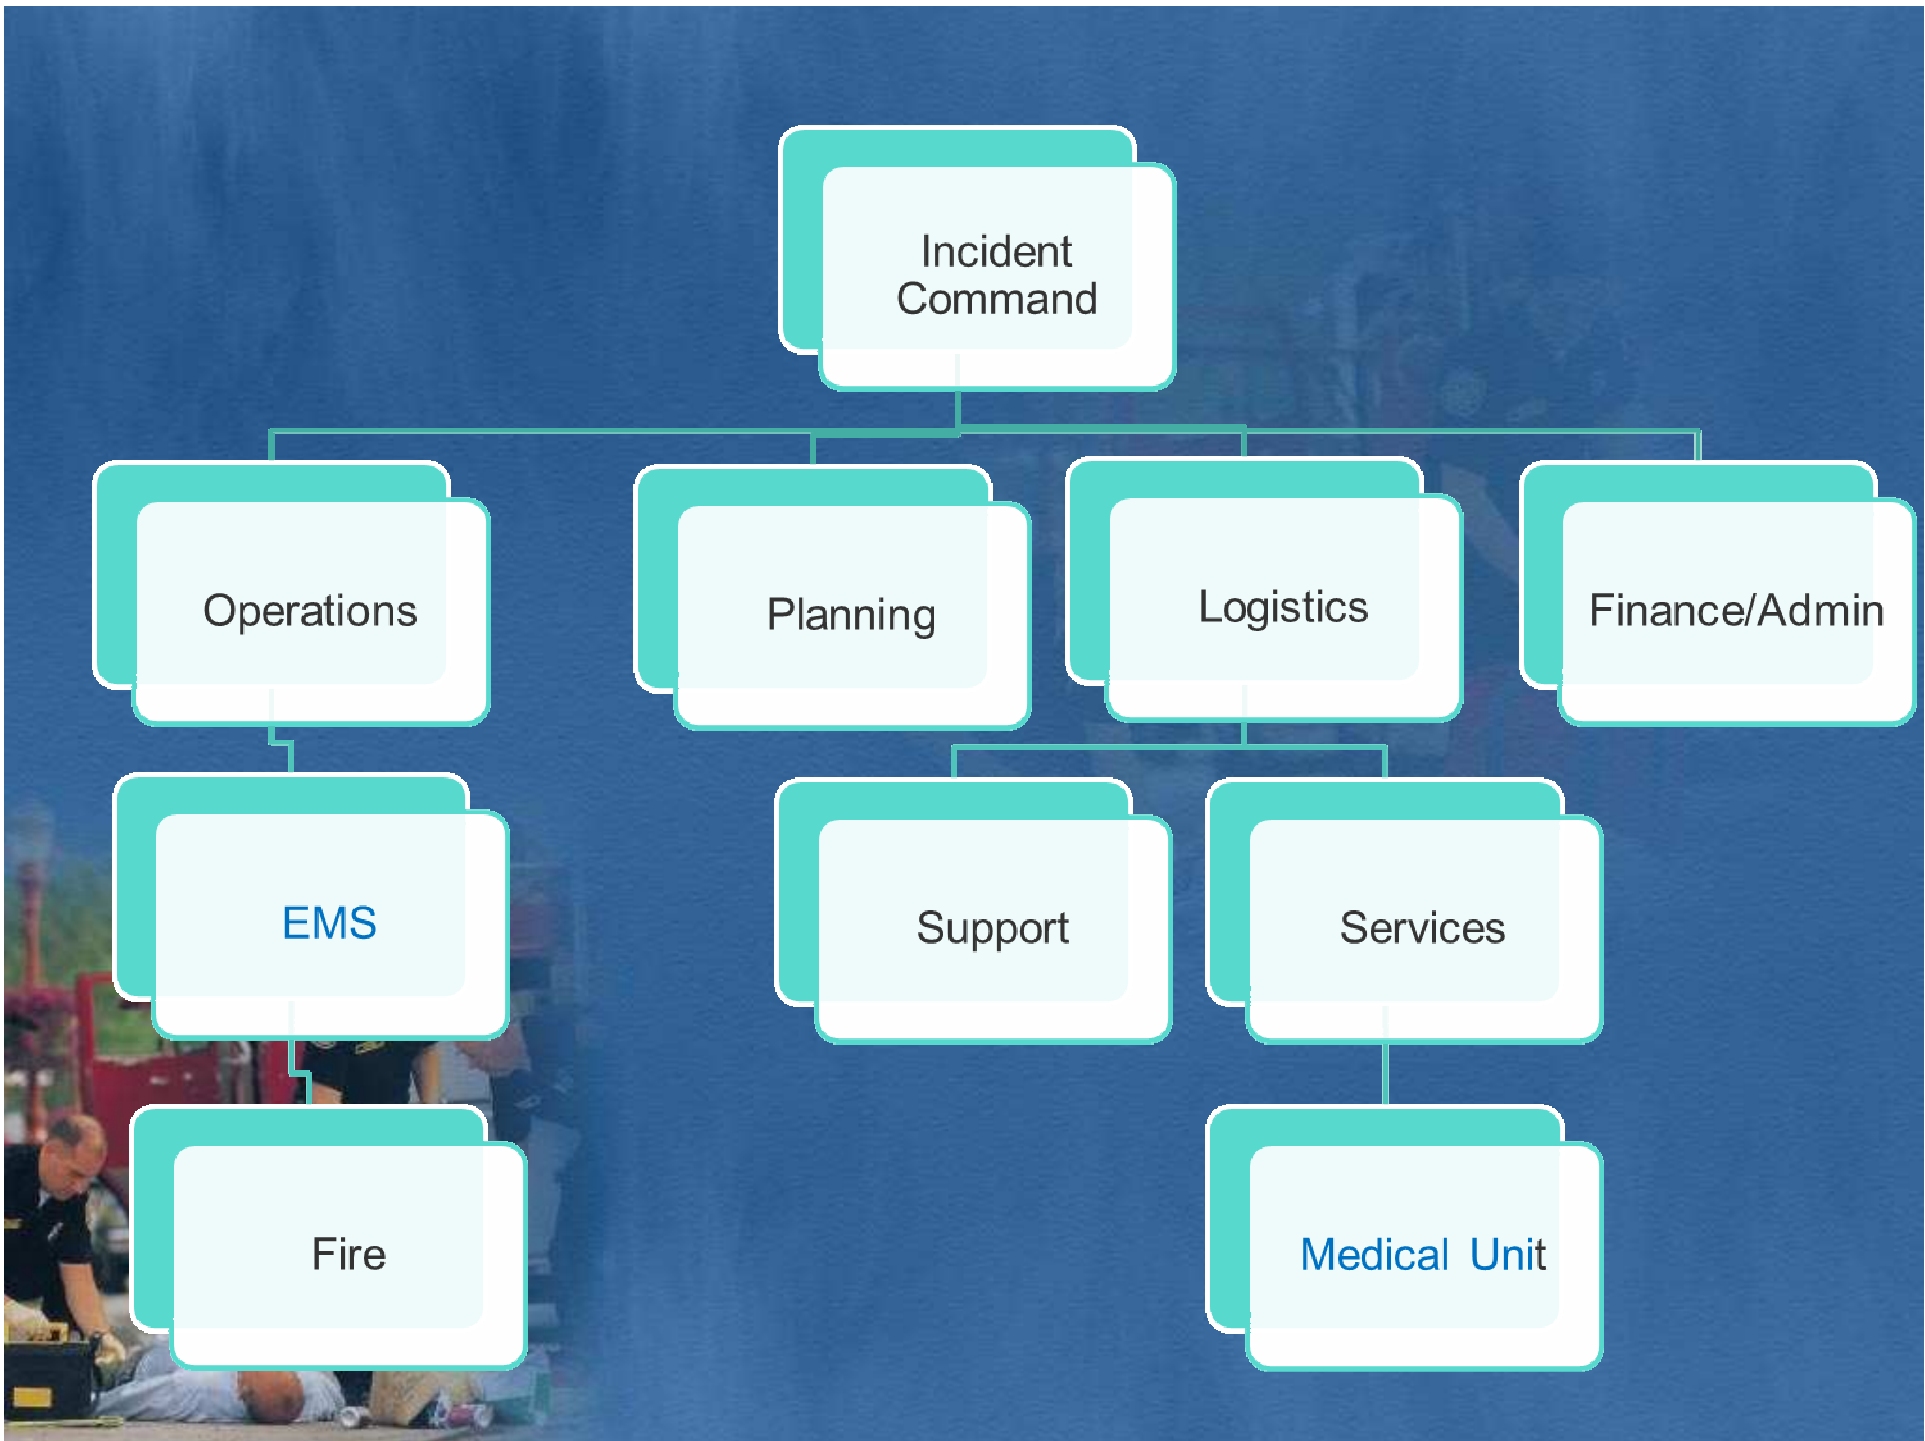 Incident
Command
Operations
Planning
Logistics
Finance/Admin
EMS
Support
Services
Fire
Medical Unit